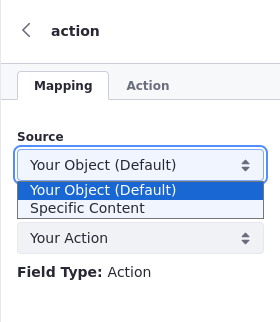 action
Mapping Action
Source
Your Object (Default)
Your Object (Default)
Specific Content
Your Action
Field Type: Action